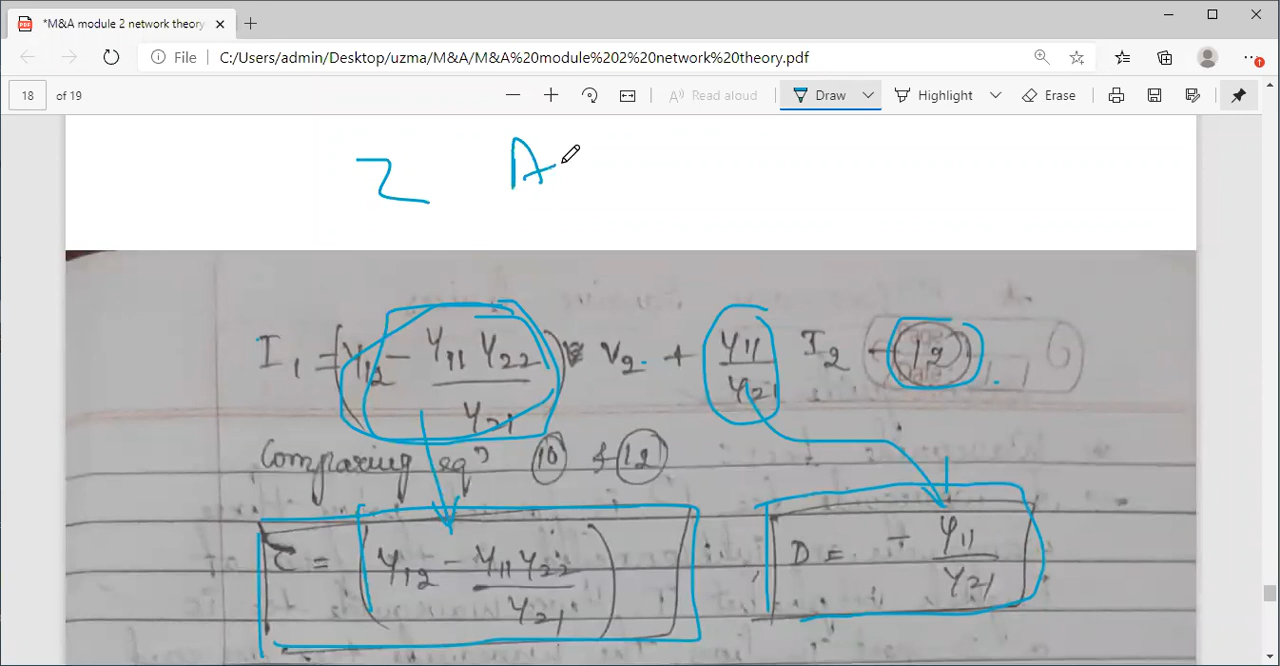 *M&A module 2 network theory
File C:/Users/admin/Desktop/uzma/M&A/M&A%20module%202%20network%20theory.pdf
18 of 19 Read aloud Draw Highlight Erase
Z A
I1 = (Y12 - Y11 Y22 / Y21) V2 + Y11 / Y21 I2 - (12)
Comparing eqn (10) & (12)
C = (Y12 - Y11 Y22 / Y21) D = + Y11 / Y21